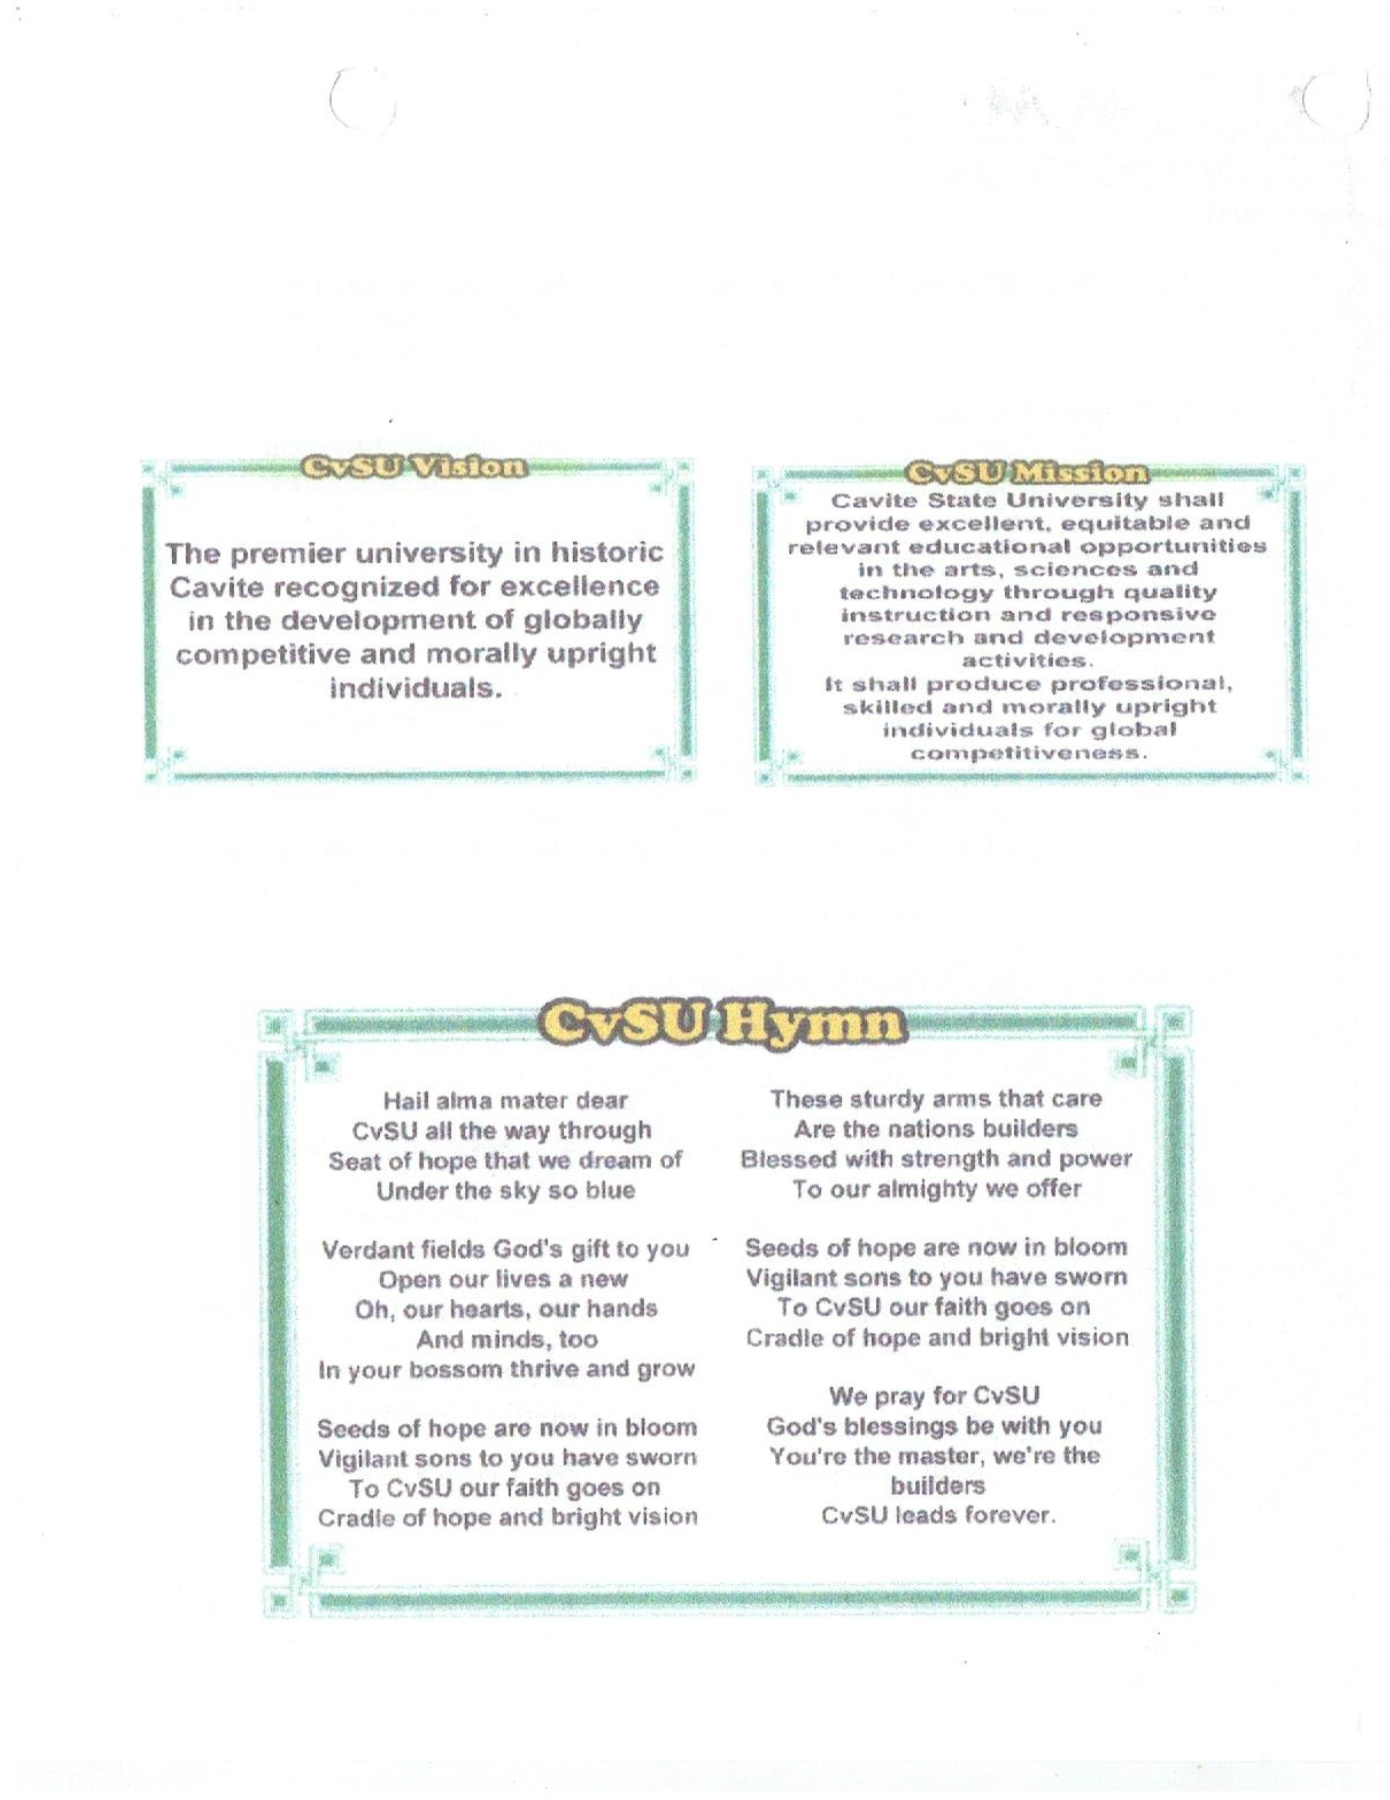 CvSU Vision
The premier university in historic
Cavite recognized for excellence
in the development of globally
competitive and morally upright
individuals.
CvSU Mission
Cavite State University shall
provide excellent, equitable and
relevant educational opportunities
in the arts, sciences and
technology through quality
instruction and responsive
research and development
activities.
It shall produce professional,
skilled and morally upright
individuals for global
competitiveness.
CvSU Hymn
Hail alma mater dear
CvSU all the way through
Seat of hope that we dream of
Under the sky so blue
Verdant fields God's gift to you
Open our lives a new
Oh, our hearts, our hands
And minds, too
In your bossom thrive and grow
Seeds of hope are now in bloom
Vigilant sons to you have sworn
To CvSU our faith goes on
Cradle of hope and bright vision
These sturdy arms that care
Are the nations builders
Blessed with strength and power
To our almighty we offer
Seeds of hope are now in bloom
Vigilant sons to you have sworn
To CvSU our faith goes on
Cradle of hope and bright vision
We pray for CvSU
God's blessings be with you
You're the master, we're the
builders
CvSU leads forever.